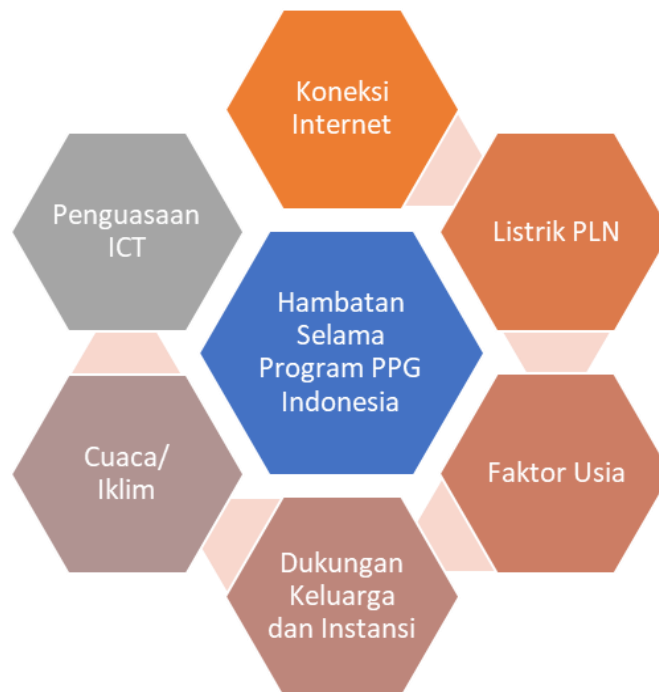 Koneksi
Internet
Listrik PLN
Faktor Usia
Dukungan
Keluarga
dan Instansi
Cuaca/
Iklim
Penguasaan
ICT
Hambatan
Selama
Program PPG
Indonesia